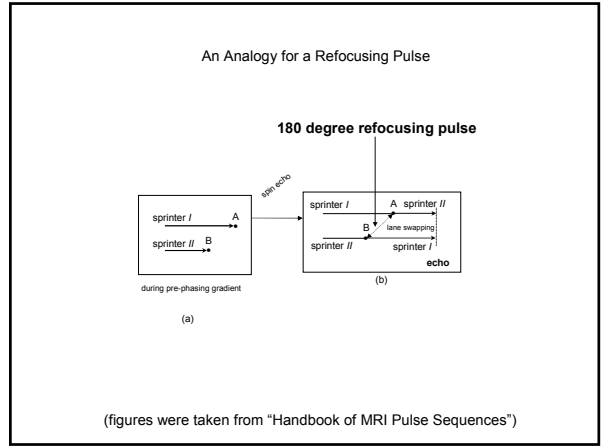 An Analogy for a Refocusing Pulse
180 degree refocusing pulse
spin echo
sprinter I A
sprinter II B
during pre-phasing gradient
(a)
sprinter I A sprinter II
B lane swapping
sprinter II sprinter I
echo
(b)
(figures were taken from “Handbook of MRI Pulse Sequences”)